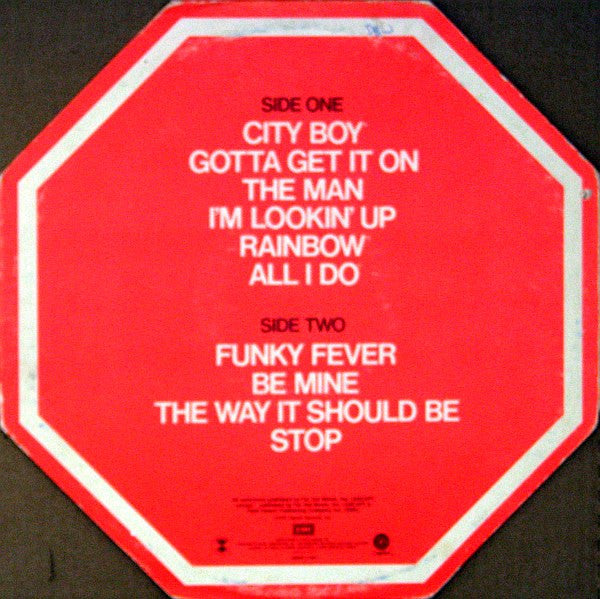 SIDE ONE
CITY BOY
GOTTA GET IT ON
THE MAN
I'M LOOKIN' UP
RAINBOW
ALL I DO
SIDE TWO
FUNKY FEVER
BE MINE
THE WAY IT SHOULD BE
STOP
EMI